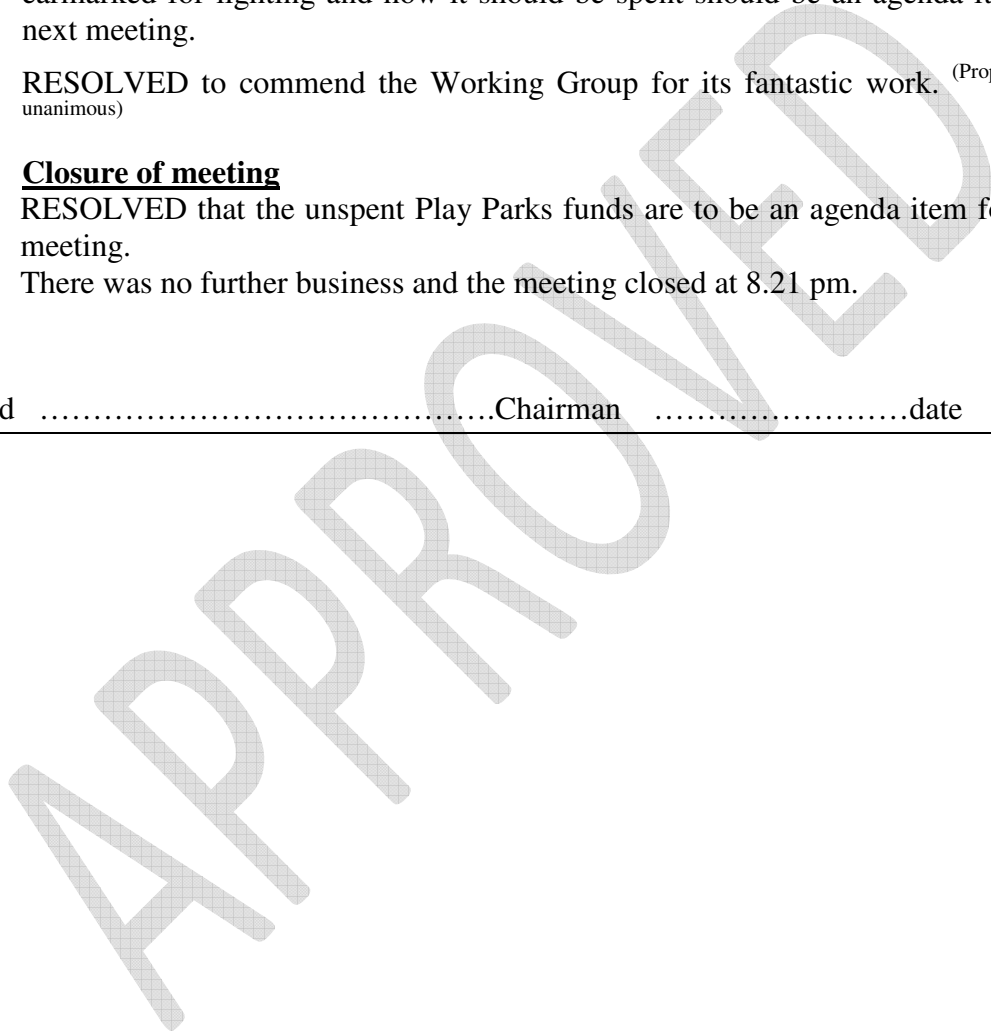 earmarked for lighting and how it should be spent should be an agenda
next meeting.
RESOLVED to commend the Working Group for its fantastic work. (Prop
unanimous)
Closure of meeting
RESOLVED that the unspent Play Parks funds are to be an agenda item
meeting.
There was no further business and the meeting closed at 8.21 pm.
d ……………………………………….Chairman ……………………date
APPROVED